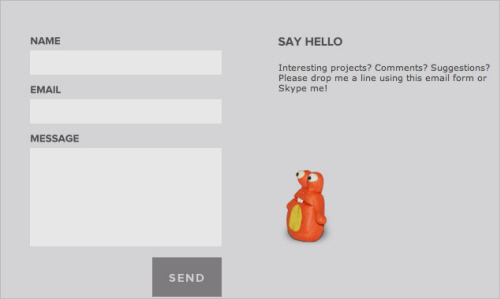 NAME
EMAIL
MESSAGE
SEND
SAY HELLO
Interesting projects? Comments? Suggestions?
Please drop me a line using this email form or
Skype me!